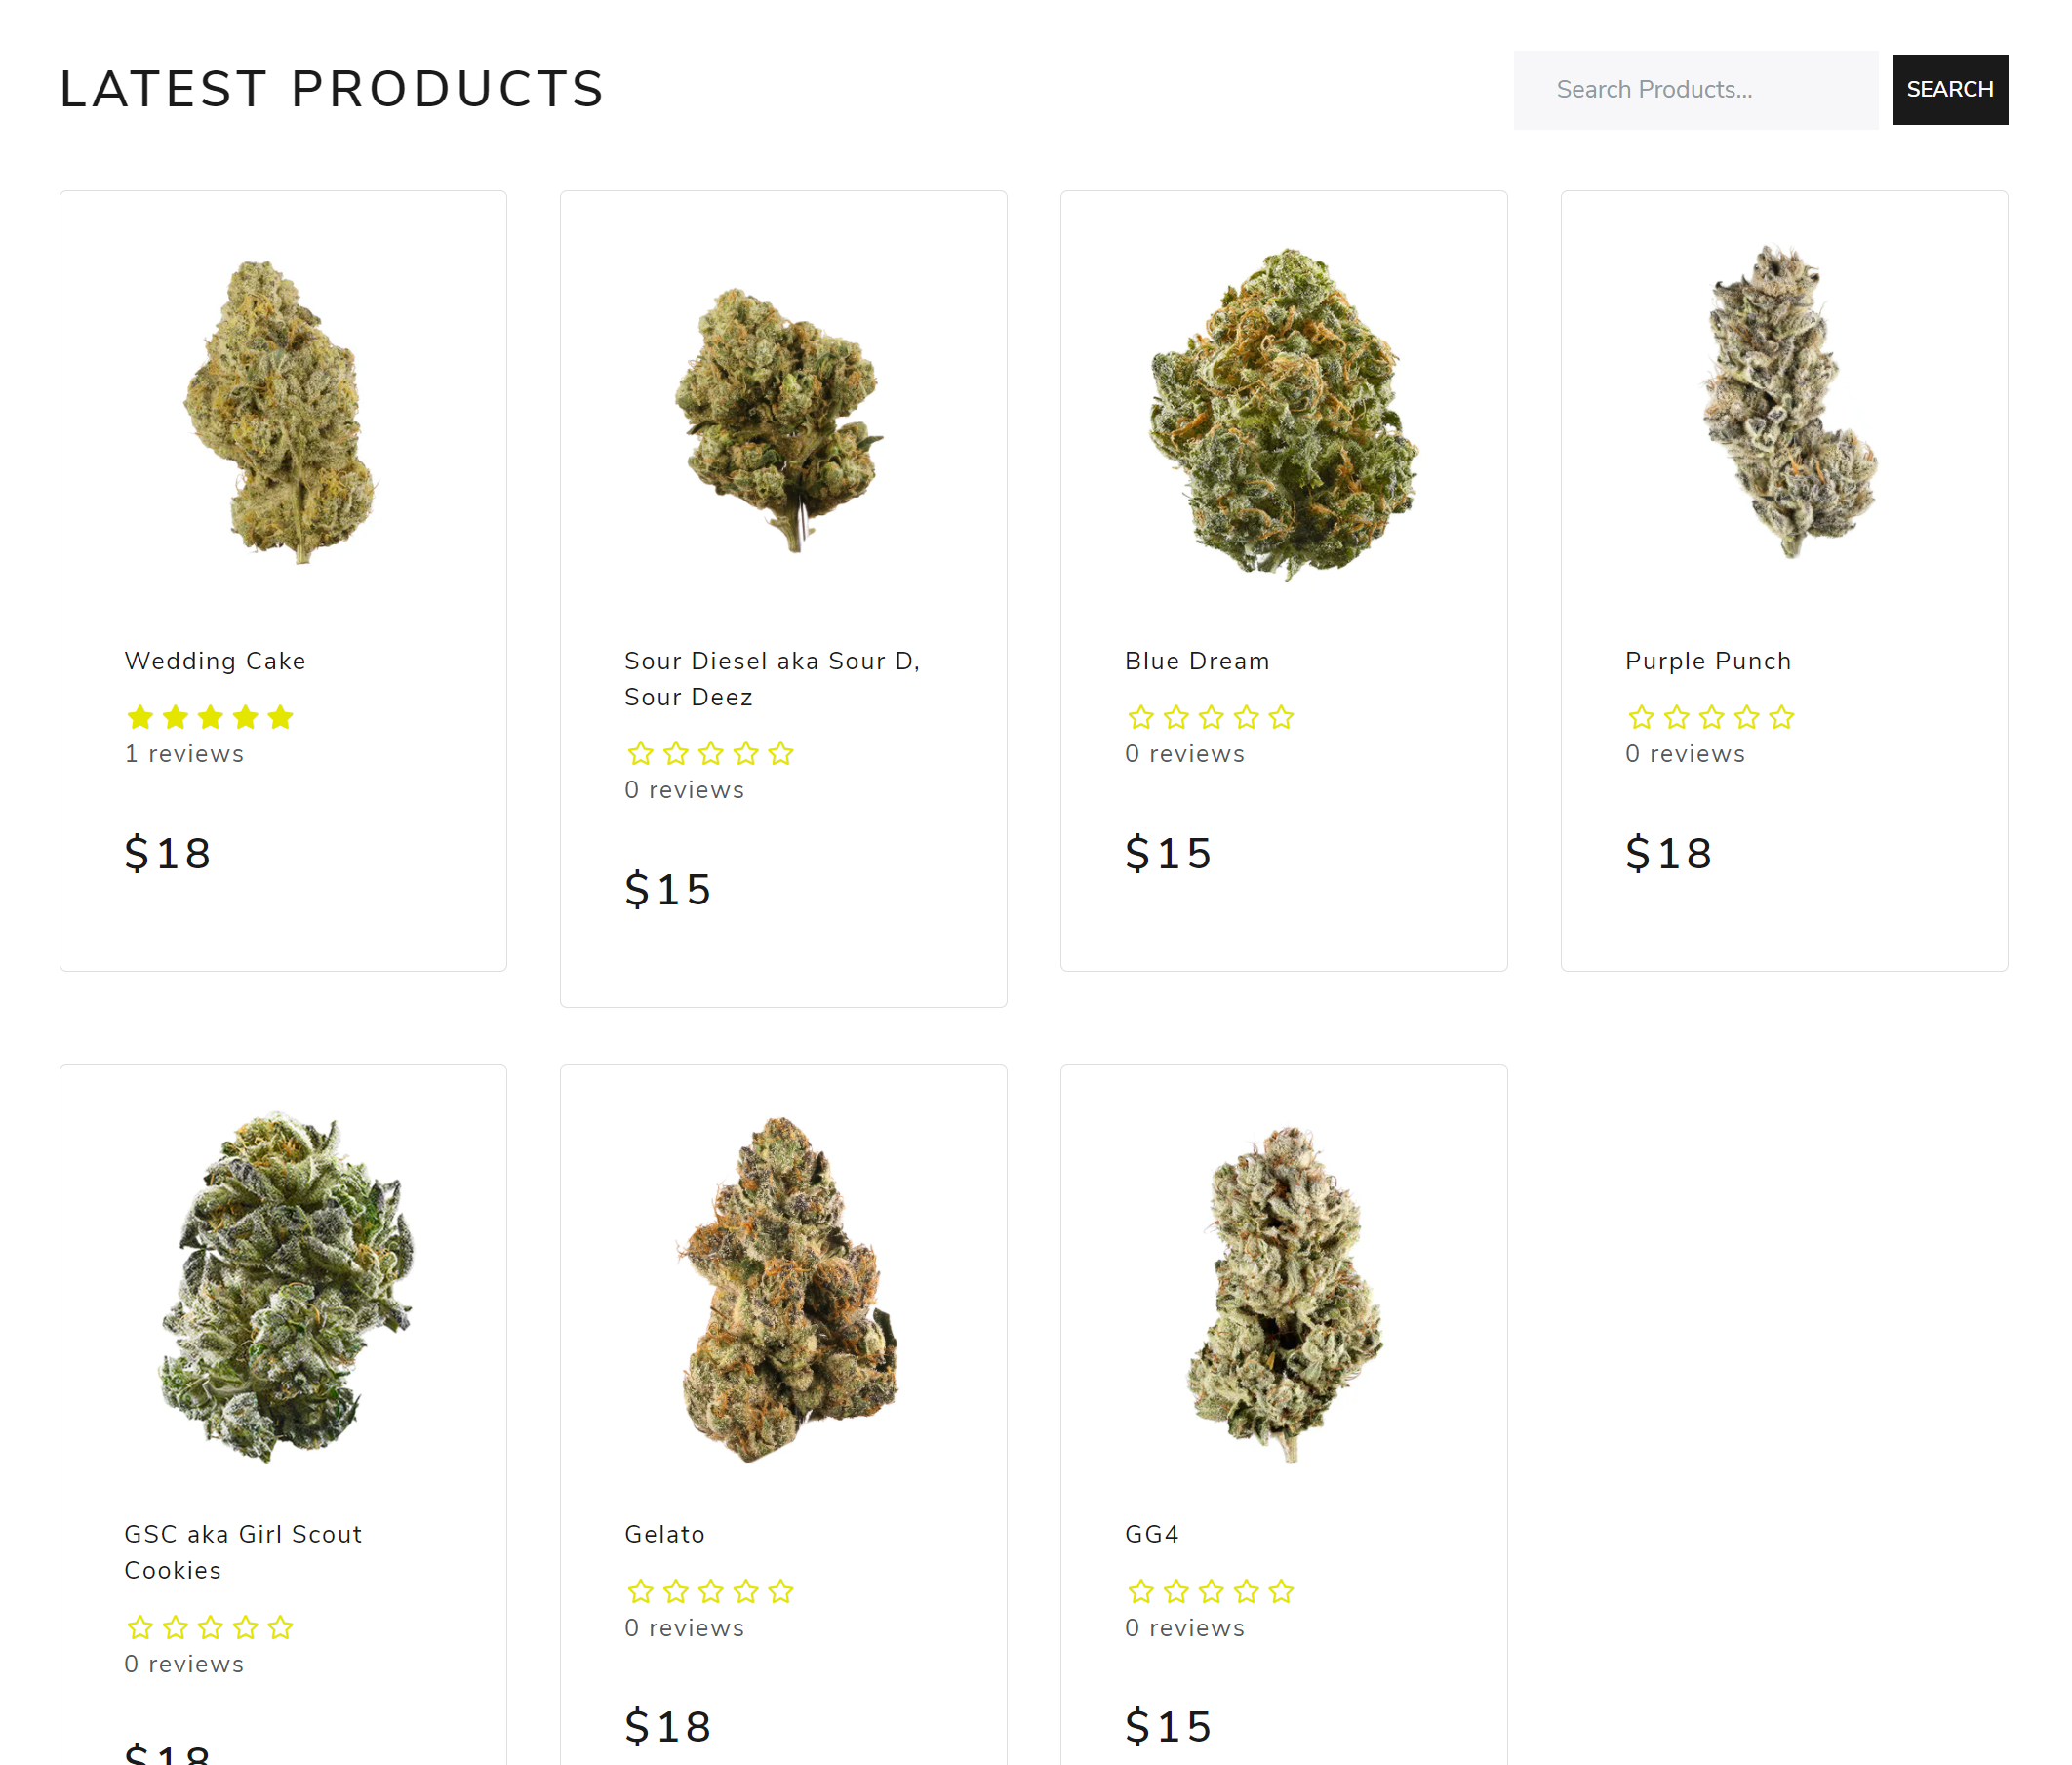 LATEST PRODUCTS
Search Products...
SEARCH
Wedding Cake
1 reviews
$18
Sour Diesel aka Sour D,
Sour Deez
0 reviews
$15
Blue Dream
0 reviews
$15
Purple Punch
0 reviews
$18
GSC aka Girl Scout
Cookies
0 reviews
$18
Gelato
0 reviews
$18
GG4
0 reviews
$15